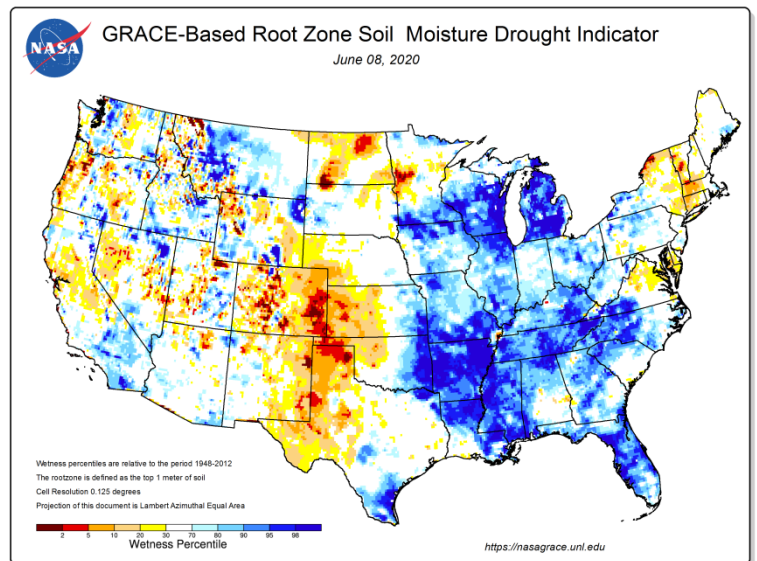 NASA
GRACE-Based Root Zone Soil Moisture Drought Indicator
June 08, 2020
Wetness percentiles are relative to the period 1948-2012
The rootzone is defined as the top 1 meter of soil
Cell Resolution 0.125 degrees
Projection of this document is Lambert Azimuthal Equal Area
2 5 10 20 30 70 80 90 95 98
Wetness Percentile
https://nasagrace.unl.edu